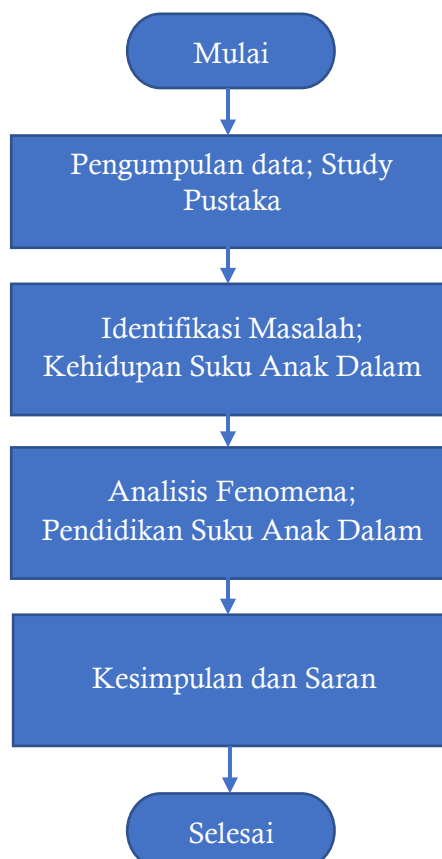 Mulai
Pengumpulan data; Study
Pustaka
Identifikasi Masalah;
Kehidupan Suku Anak Dalam
Analisis Fenomena;
Pendidikan Suku Anak Dalam
Kesimpulan dan Saran
Selesai